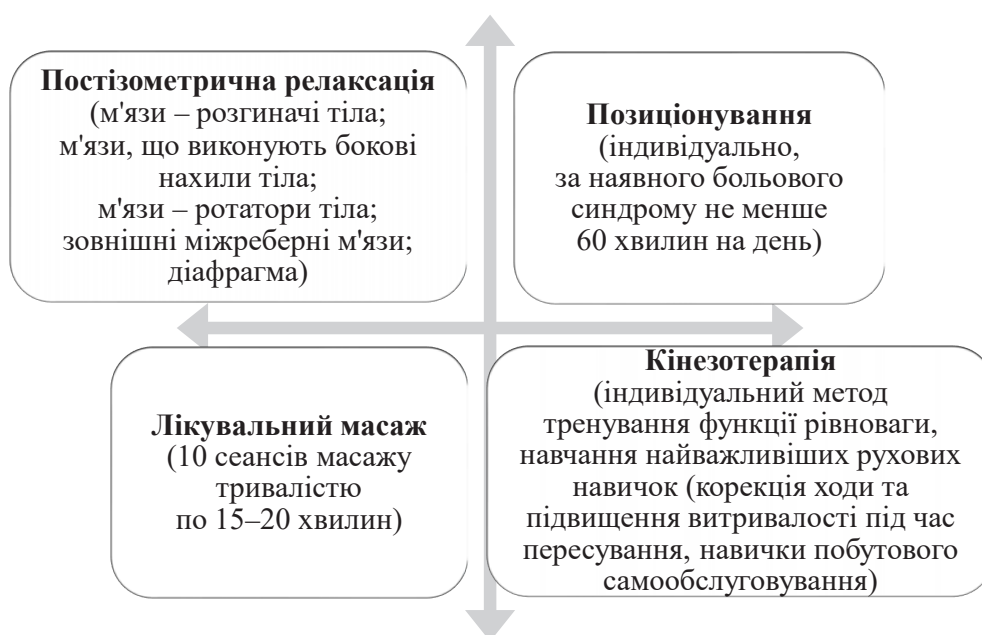 Постізометрична релаксація
(м'язи – розгиначі тіла;
м'язи, що виконують бокові
нахили тіла;
м'язи – ротатори тіла;
зовнішні міжреберні м'язи;
діафрагма)
Позиціонування
(індивідуально,
за наявного больового
синдрому не менше
60 хвилин на день)
Лікувальний масаж
(10 сеансів масажу
тривалістю
по 15–20 хвилин)
Кінезотерапія
(індивідуальний метод
тренування функції рівноваги,
навчання найважливіших рухових
навичок (корекція ходи та
підвищення витривалості під час
пересування, навички побутового
самообслуговування)